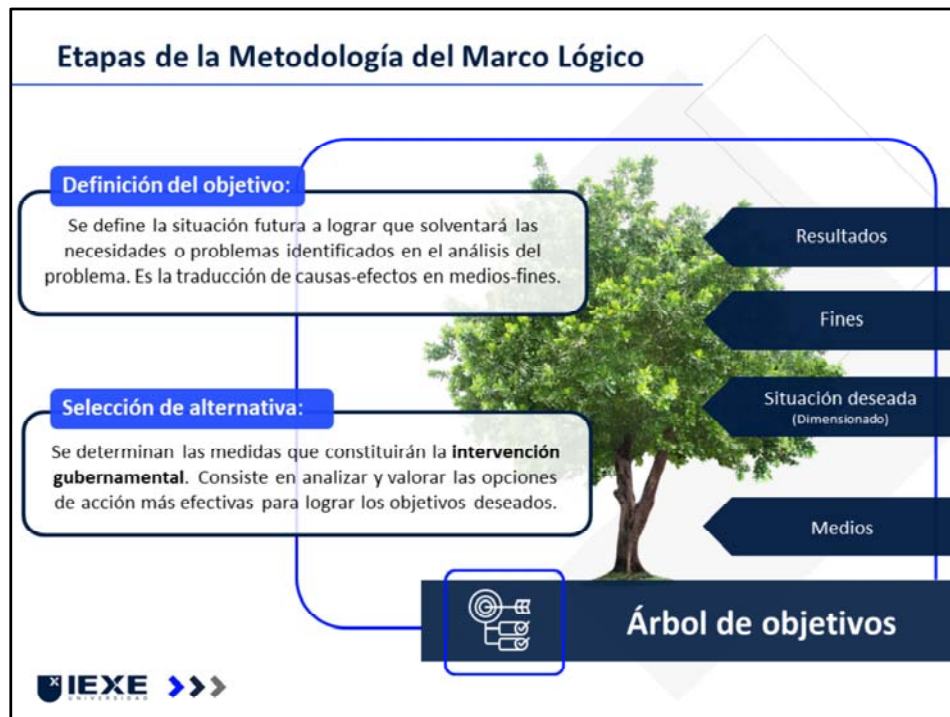 Etapas de la Metodología del Marco Lógico
Definición del objetivo:
Se define la situación futura a lograr que solventará las
necesidades o problemas identificados en el análisis del
problema. Es la traducción de causas-efectos en medios-fines.
Selección de alternativa:
Se determinan las medidas que constituirán la intervención
gubernamental. Consiste en analizar y valorar las opciones
de acción más efectivas para lograr los objetivos deseados.
Resultados
Fines
Situación deseada
(Dimensionado)
Medios
Árbol de objetivos
IEXE
UNIVERSIDAD